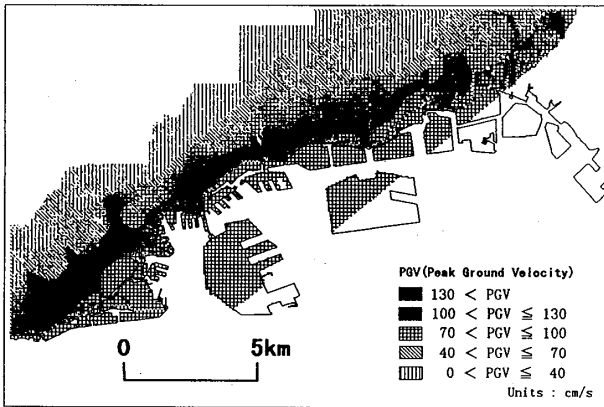 PGV(Peak Ground Velocity)
130 < PGV
100 < PGV ≦ 130
70 < PGV ≦ 100
40 < PGV ≦ 70
0 < PGV ≦ 40
Units : cm/s
0 5km